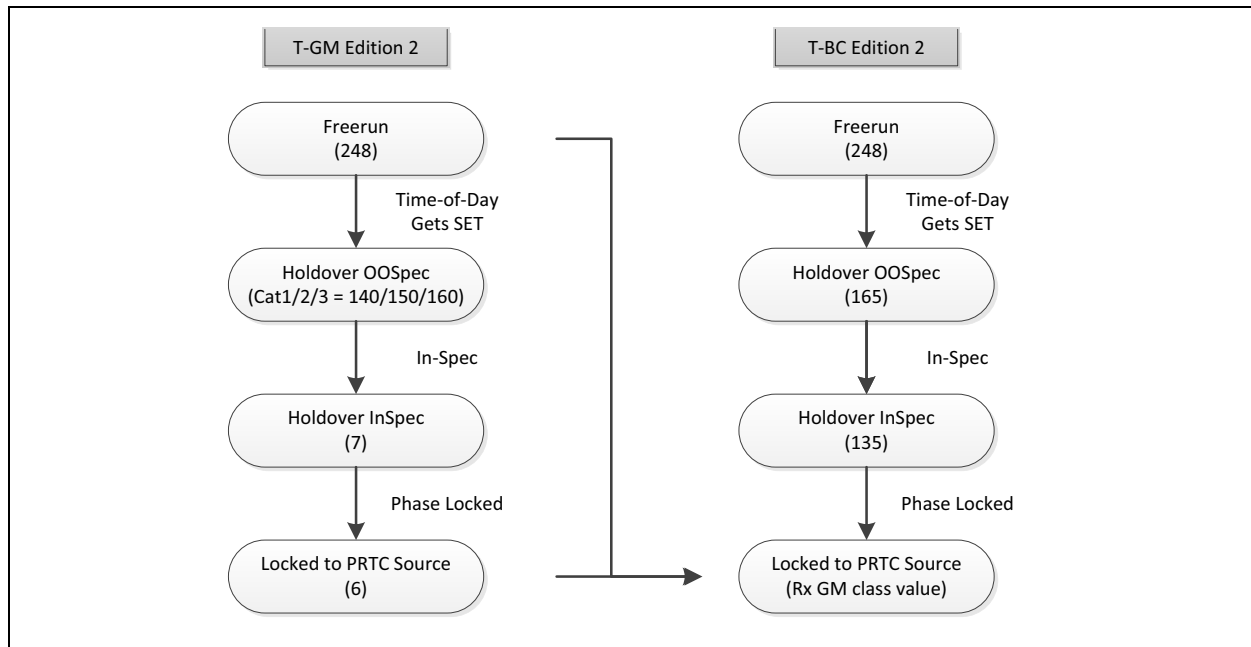 T-GM Edition 2
Freerun
(248)
Time-of-Day
Gets SET
Holdover OOSpec
(Cat1/2/3 = 140/150/160)
In-Spec
Holdover InSpec
(7)
Phase Locked
Locked to PRTC Source
(6)
T-BC Edition 2
Freerun
(248)
Time-of-Day
Gets SET
Holdover OOSpec
(165)
In-Spec
Holdover InSpec
(135)
Phase Locked
Locked to PRTC Source
(Rx GM class value)